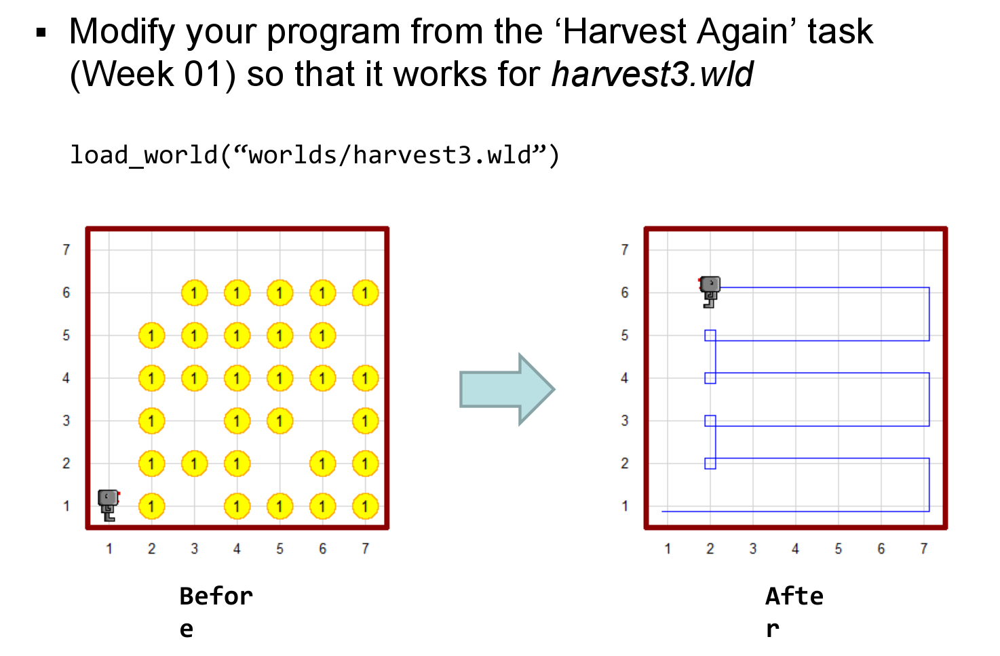 ▪ Modify your program from the ‘Harvest Again’ task
(Week 01) so that it works for harvest3.wld
load_world(“worlds/harvest3.wld”)
7
6 1 1 1 1 1
5 1 1 1 1 1
4 1 1 1 1 1 1
3 1 1 1 1
2 1 1 1 1 1
1 1 1 1 1 1
1 2 3 4 5 6 7
Befor
e
7
6
5
4
3
2
1
1 2 3 4 5 6 7
Afte
r